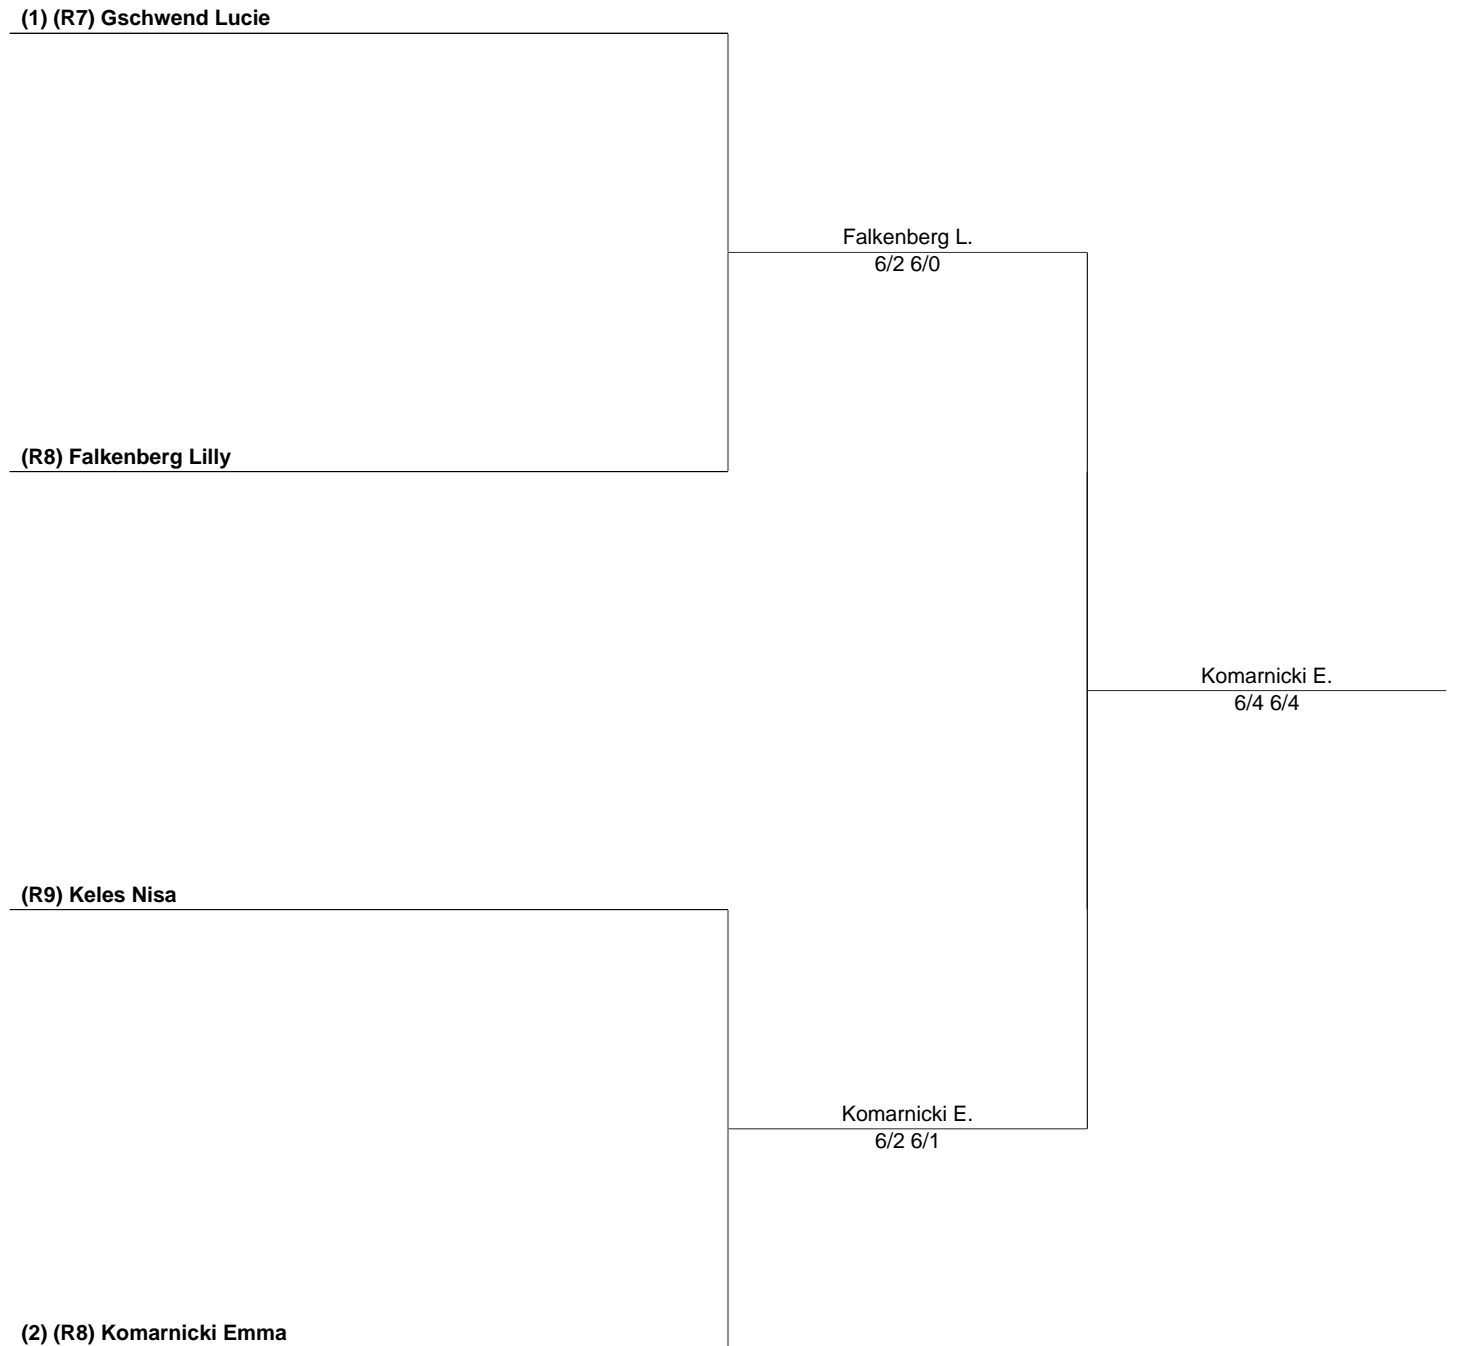 (1) (R7) Gschwend Lucie
Falkenberg L.
6/2 6/0
(R8) Falkenberg Lilly
Komarnicki E.
6/4 6/4
(R9) Keles Nisa
Komarnicki E.
6/2 6/1
(2) (R8) Komarnicki Emma